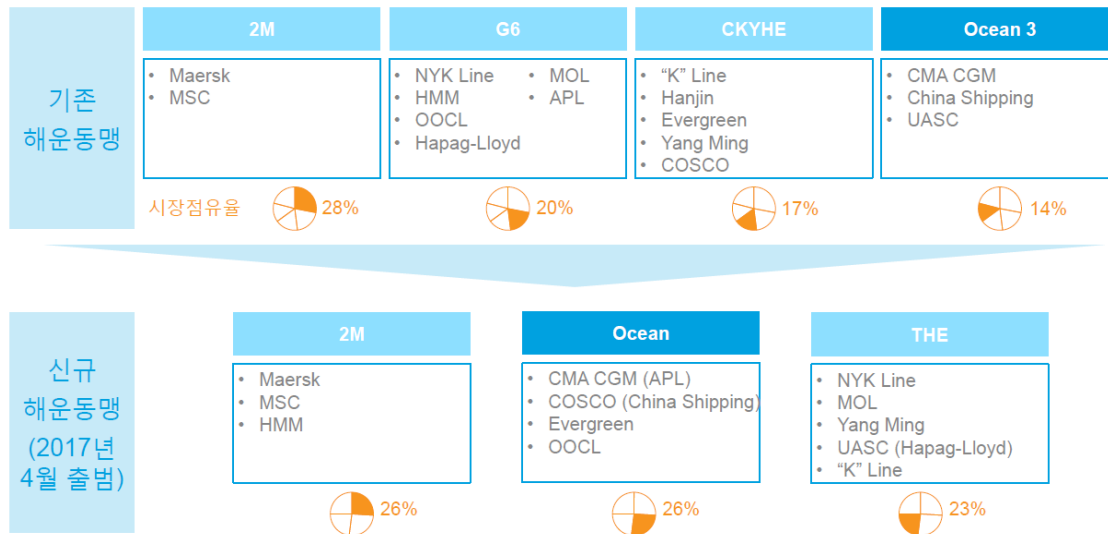 기존
해운동맹
2M
• Maersk
• MSC
G6
• NYK Line
• HMM
• OOCL
• Hapag-Lloyd
• MOL
• APL
CKYHE
• “K” Line
• Hanjin
• Evergreen
• Yang Ming
• COSCO
Ocean 3
• CMA CGM
• China Shipping
• UASC
시장점유율
28%
20%
17%
14%
신규
해운동맹
(2017년
4월 출범)
2M
• Maersk
• MSC
• HMM
26%
Ocean
• CMA CGM (APL)
• COSCO (China Shipping)
• Evergreen
• OOCL
26%
THE
• NYK Line
• MOL
• Yang Ming
• UASC (Hapag-Lloyd)
• “K” Line
23%